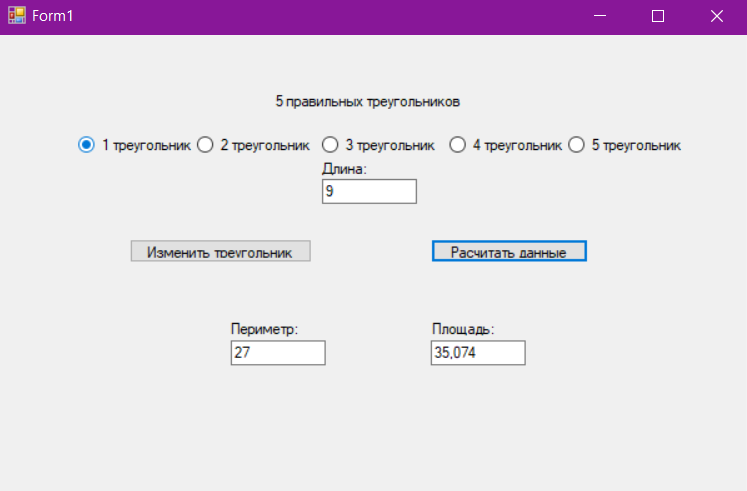 Form1
5 правильных треугольников
1 треугольник 2 треугольник 3 треугольник 4 треугольник 5 треугольник
Длина:
9
Изменить треугольник Расчитать данные
Периметр: Площадь:
27 35,074